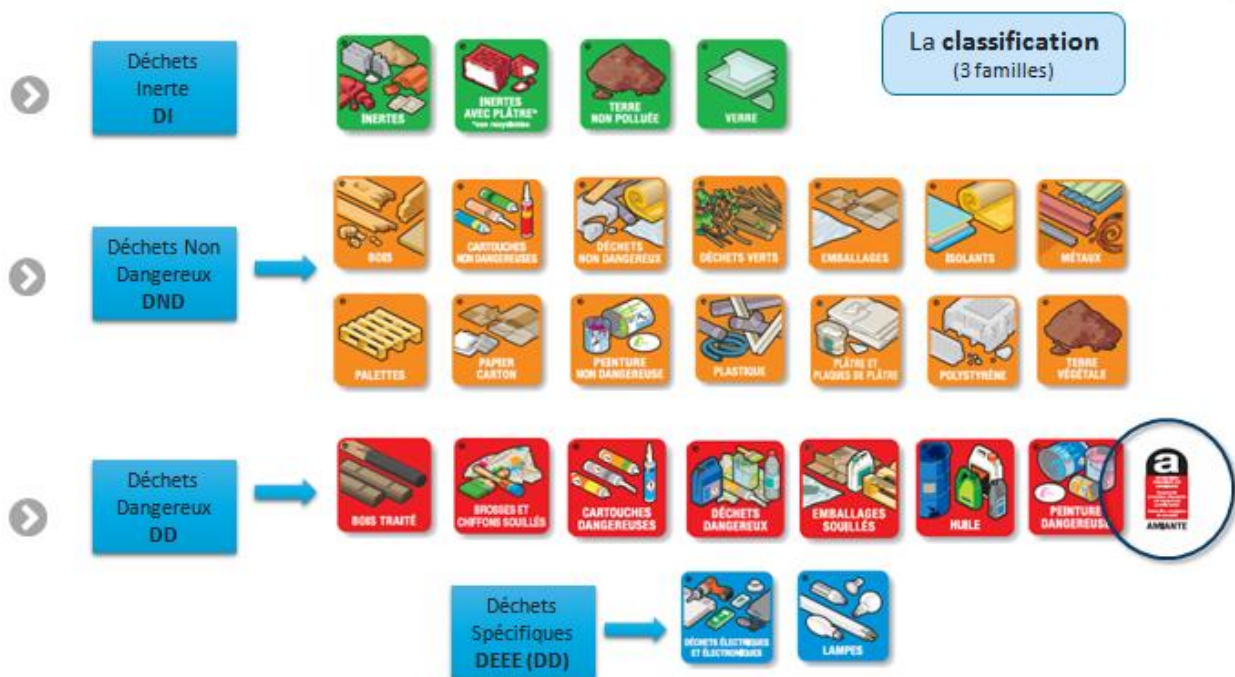 La classification
(3 familles)
Déchets
Inerte
DI
INERTES
INERTES
AVEC PLÂTRE*
*non recyclables
TERRE
NON POLLUÉE
VERRE
Déchets Non
Dangereux
DND
BOIS
CARTOUCHES
NON DANGEREUSES
DÉCHETS
NON DANGEREUX
DÉCHETS VERTS
EMBALLAGES
ISOLANTS
MÉTAUX
PALETTES
PAPIER
CARTON
PEINTURE
NON DANGEREUSE
PLASTIQUE
PLÂTRE ET
PLAQUES DE PLÂTRE
POLYSTYRÈNE
TERRE
VÉGÉTALE
Déchets
Dangereux
DD
BOIS TRAITÉ
BROSSES ET
CHIFFONS SOUILLÉS
CARTOUCHES
DANGEREUSES
DÉCHETS
DANGEREUX
EMBALLAGES
SOUILLÉS
HUILE
PEINTURE
DANGEREUSE
a
AMIANTE
Déchets
Spécifiques
DEEE (DD)
DÉCHETS ÉLECTRIQUES
ET ÉLECTRONIQUES
LAMPES